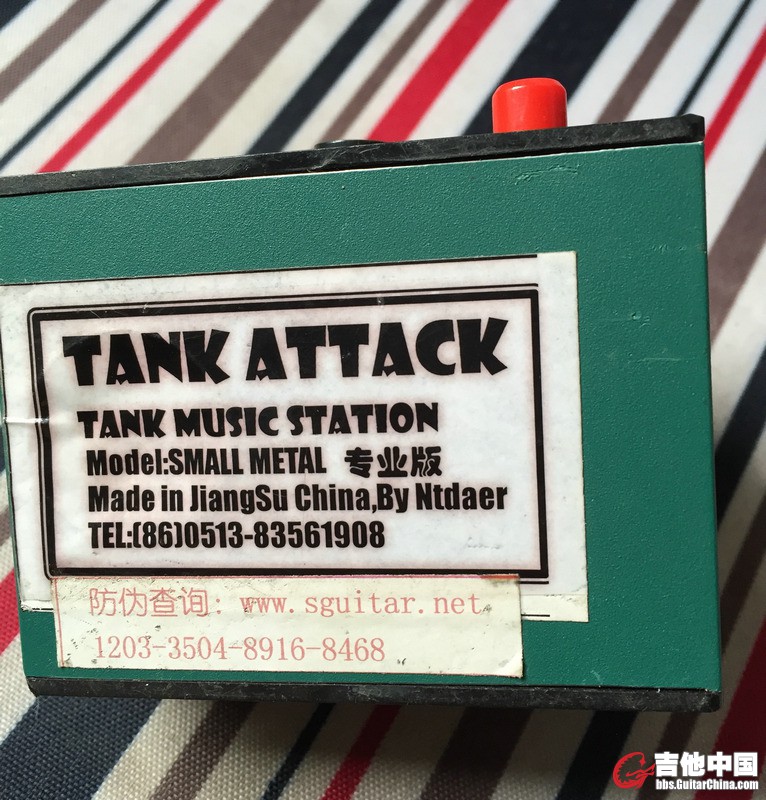 TANK ATTACK
TANK MUSIC STATION
Model:SMALL METAL 专业版
Made in JiangSu China,By Ntdaer
TEL:(86)0513-83561908
防伪查询: www.sguitar.net
1203-3504-8916-8468
吉他中国
bbs.GuitarChina.com